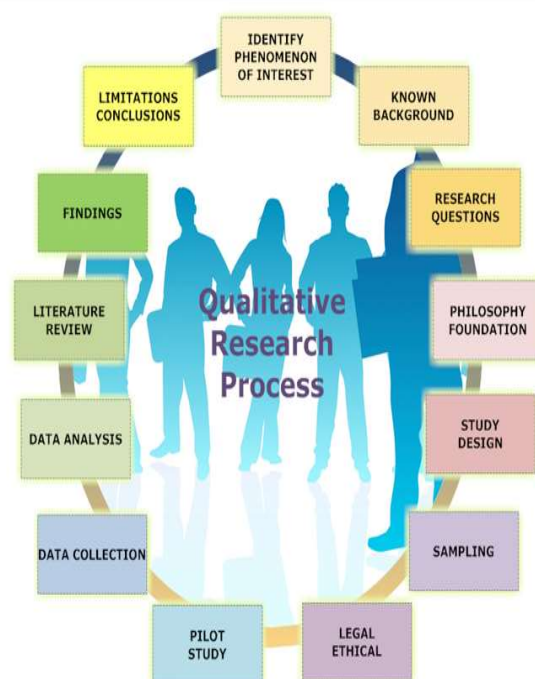 IDENTIFY
PHENOMENON
OF INTEREST
KNOWN
BACKGROUND
RESEARCH
QUESTIONS
PHILOSOPHY
FOUNDATION
STUDY
DESIGN
SAMPLING
LEGAL
ETHICAL
PILOT
STUDY
DATA COLLECTION
DATA ANALYSIS
LITERATURE
REVIEW
FINDINGS
LIMITATIONS
CONCLUSIONS
Qualitative
Research
Process